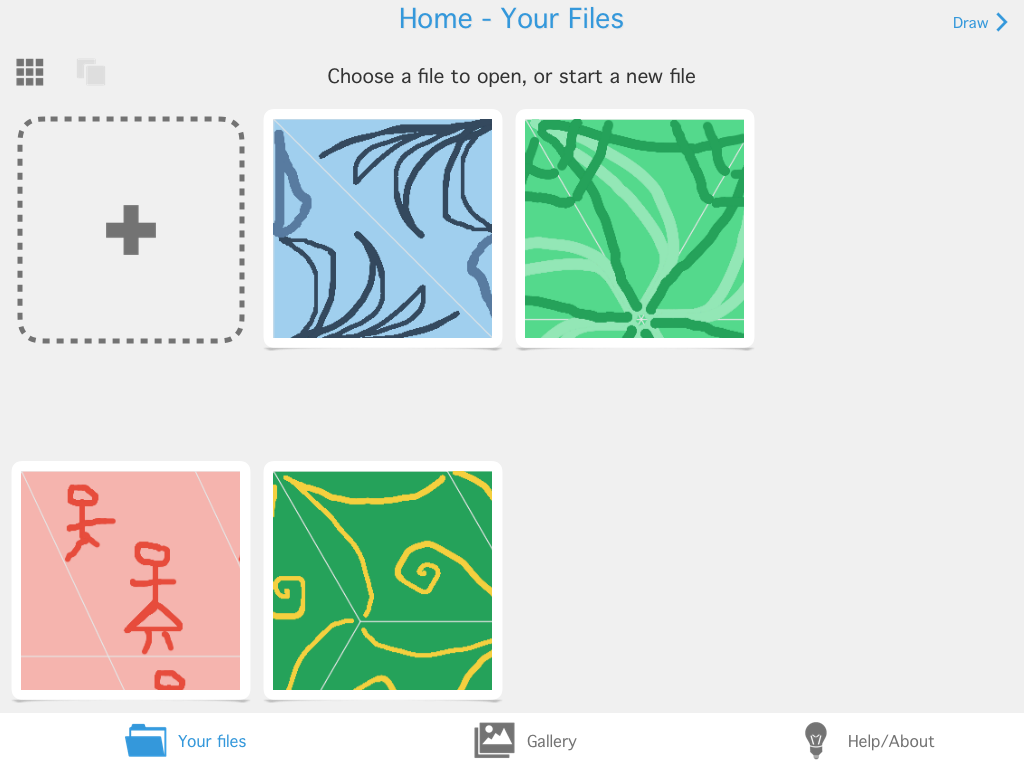 Home - Your Files
Draw
Choose a file to open, or start a new file
Your files
Gallery
Help/About